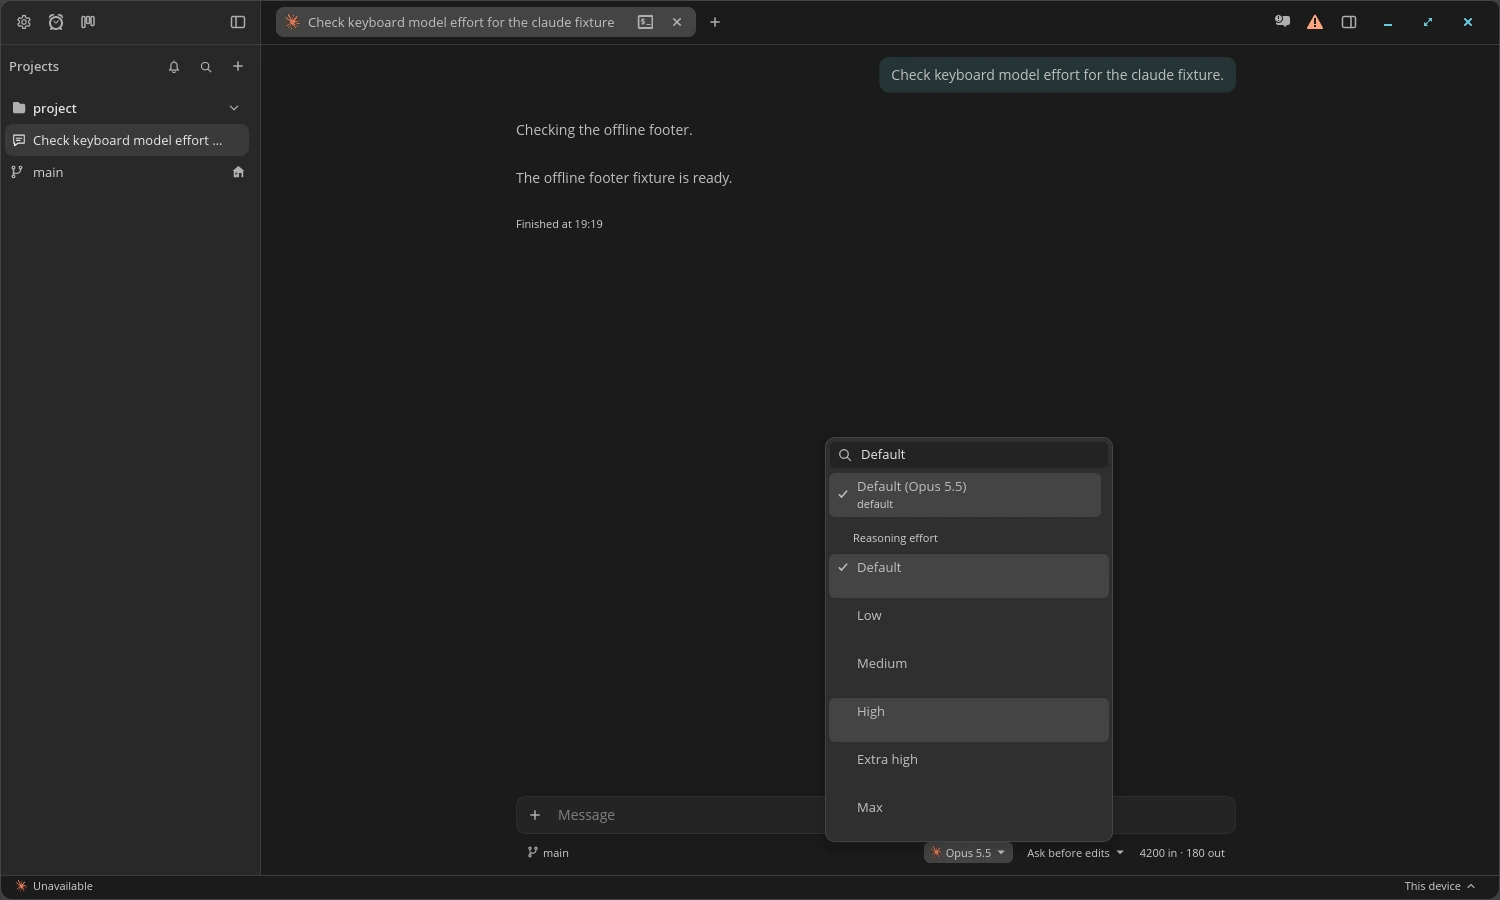 Check keyboard model effort for the claude fixture
Projects
project
Check keyboard model effort ...
main
Check keyboard model effort for the claude fixture.
Checking the offline footer.
The offline footer fixture is ready.
Finished at 19:19
Default
Default (Opus 5.5)
default
Reasoning effort
Default
Low
Medium
High
Extra high
Max
Message
main
Opus 5.5
Ask before edits
4200 in · 180 out
Unavailable
This device